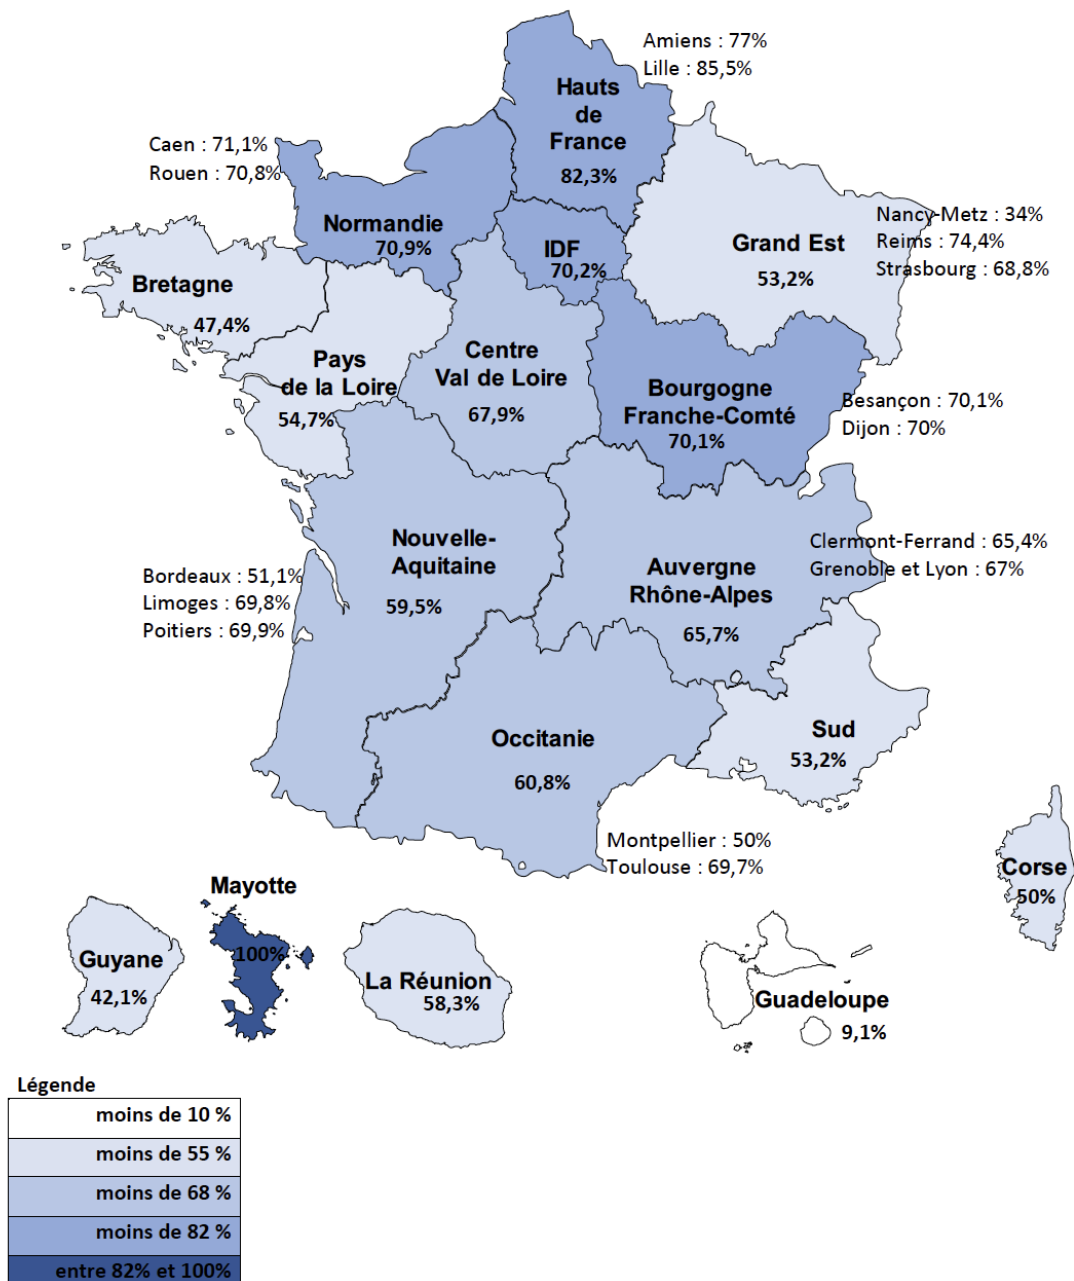 Amiens : 77%
Lille : 85,5%
Hauts
de
France
82,3%
Caen : 71,1%
Rouen : 70,8%
Normandie
70,9%
IDF
70,2%
Grand Est
53,2%
Nancy-Metz : 34%
Reims : 74,4%
Strasbourg : 68,8%
Bretagne
47,4%
Pays
de la Loire
54,7%
Centre
Val de Loire
67,9%
Bourgogne
Franche-Comté
70,1%
Besançon : 70,1%
Dijon : 70%
Nouvelle-
Aquitaine
59,5%
Bordeaux : 51,1%
Limoges : 69,8%
Poitiers : 69,9%
Auvergne
Rhône-Alpes
65,7%
Clermont-Ferrand : 65,4%
Grenoble et Lyon : 67%
Occitanie
60,8%
Sud
53,2%
Montpellier : 50%
Toulouse : 69,7%
Corse
50%
Guyane
42,1%
Mayotte
100%
La Réunion
58,3%
Guadeloupe
9,1%
Légende
moins de 10 %
moins de 55 %
moins de 68 %
moins de 82 %
entre 82% et 100%